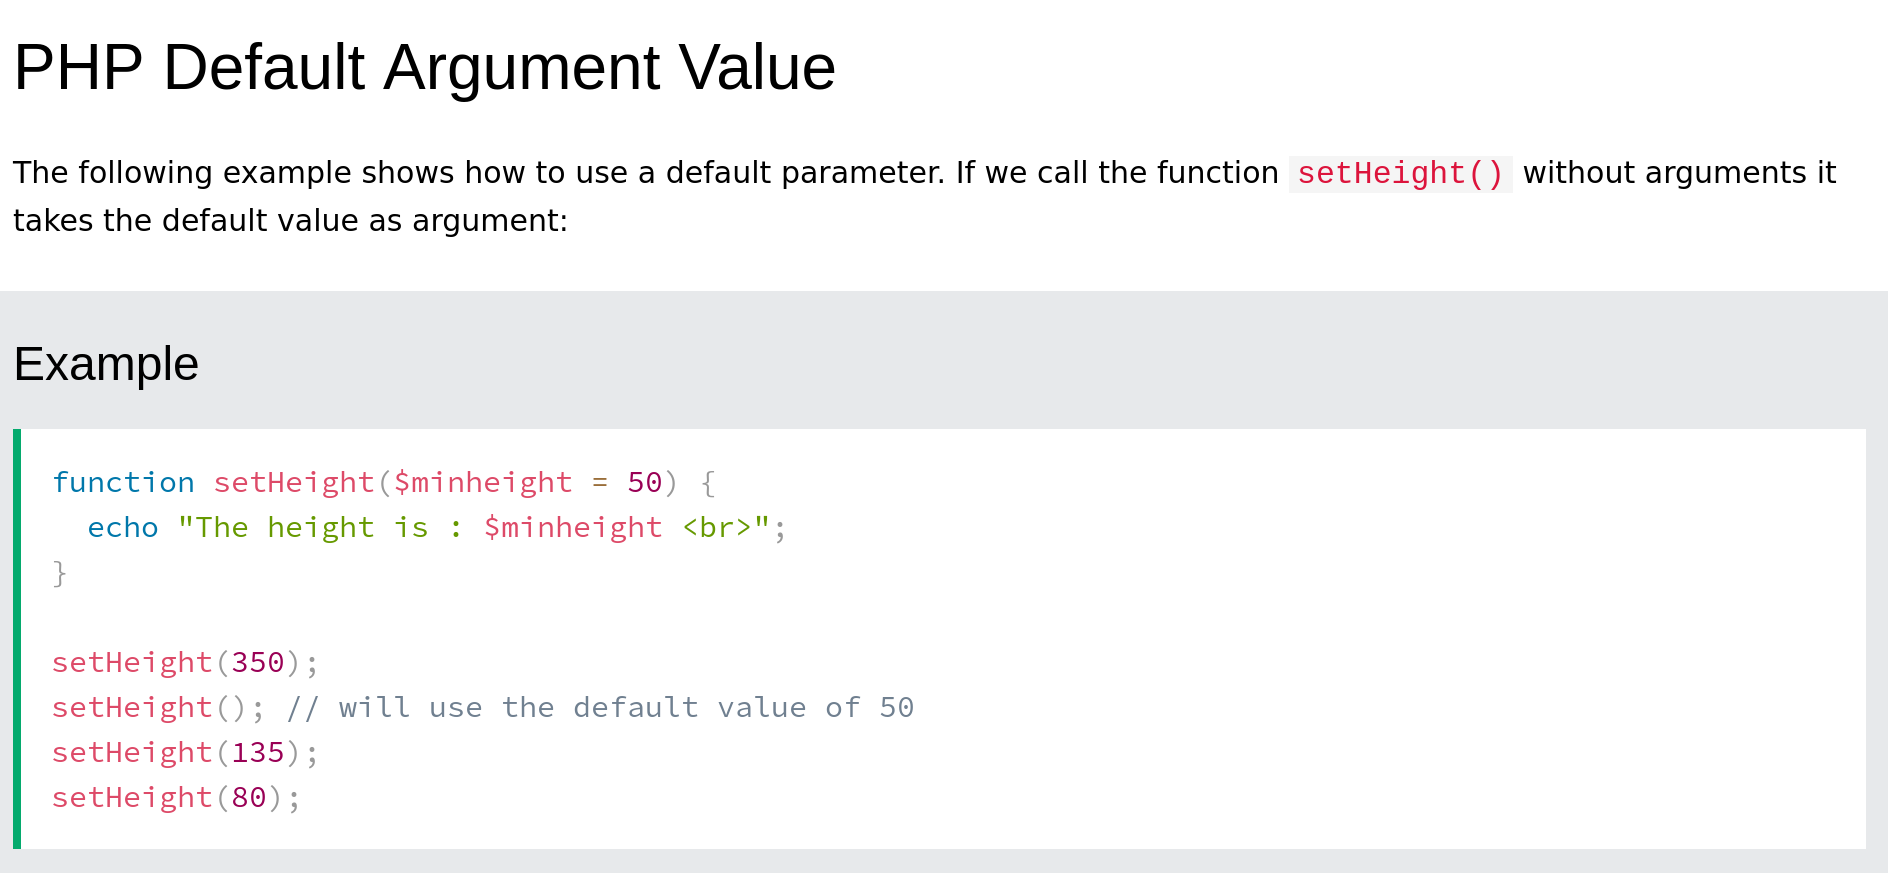 PHP Default Argument Value
The following example shows how to use a default parameter. If we call the function setHeight() without arguments it
takes the default value as argument:
Example
function setHeight($minheight = 50) {
  echo "The height is : $minheight <br>";
}

setHeight(350);
setHeight(); // will use the default value of 50
setHeight(135);
setHeight(80);